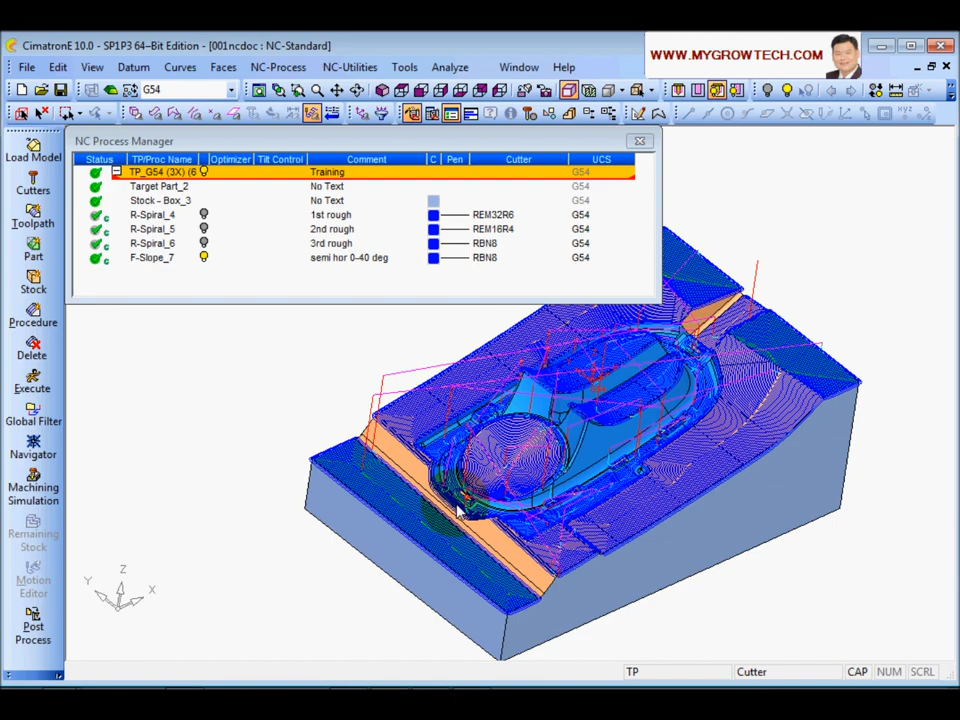 CimatronE 10.0 - SP1P3 64–Bit Edition - [001ncdoc : NC-Standard]
WWW.MYGROWTECH.COM
File Edit View Datum Curves Faces NC-Process NC-Utilities Tools Analyze Window Help
G54
NC Process Manager
Status TP/Proc Name Optimizer Tilt Control Comment C Pen Cutter UCS
TP_G54 (3X) (6 Training G54
Target Part_2 No Text G54
Stock - Box_3 No Text G54
R-Spiral_4 1st rough REM32R6 G54
R-Spiral_5 2nd rough REM16R4 G54
R-Spiral_6 3rd rough RBN8 G54
F-Slope_7 semi hor 0-40 deg RBN8 G54
Load Model
Cutters
Toolpath
Part
Stock
Procedure
Delete
Execute
Global Filter
Navigator
Machining
Simulation
Remaining
Stock
Motion
Editor
Post
Process
Z
Y
X
TP Cutter CAP NUM SCRL